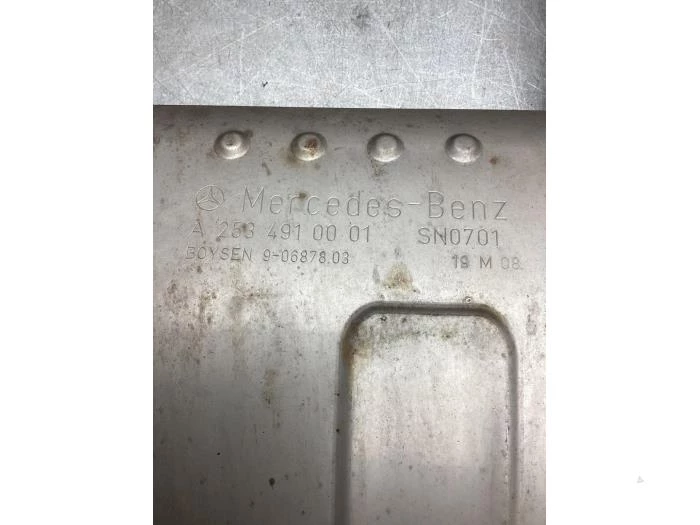 Mercedes-Benz
A 253 491 00 01 SN0701
BOYSEN 9-06878.03 19 M 08